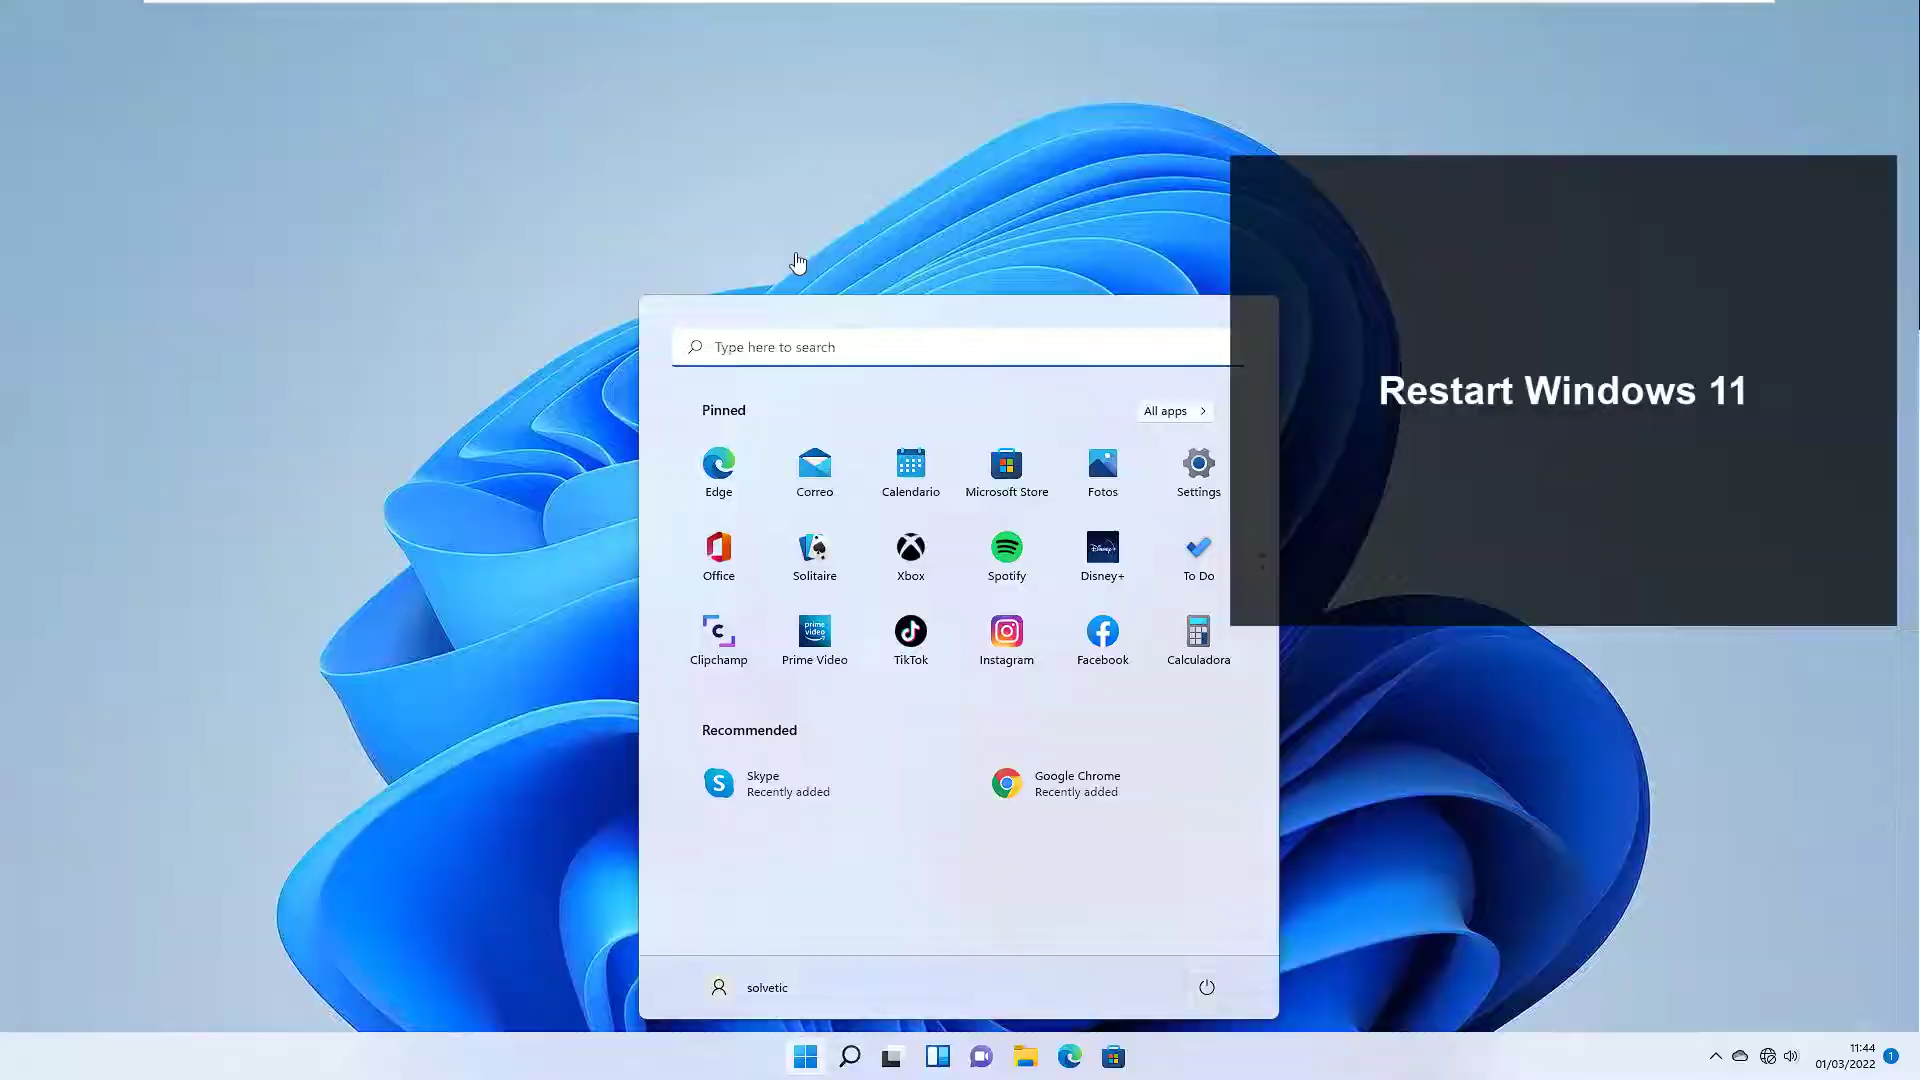 Restart Windows 11
Type here to search
Pinned
All apps
Edge
Correo
Calendario
Microsoft Store
Fotos
Settings
Office
Solitaire
Xbox
Spotify
Disney+
To Do
Clipchamp
Prime Video
TikTok
Instagram
Facebook
Calculadora
Recommended
Skype
Recently added
Google Chrome
Recently added
solvetic
11:44
01/03/2022
1